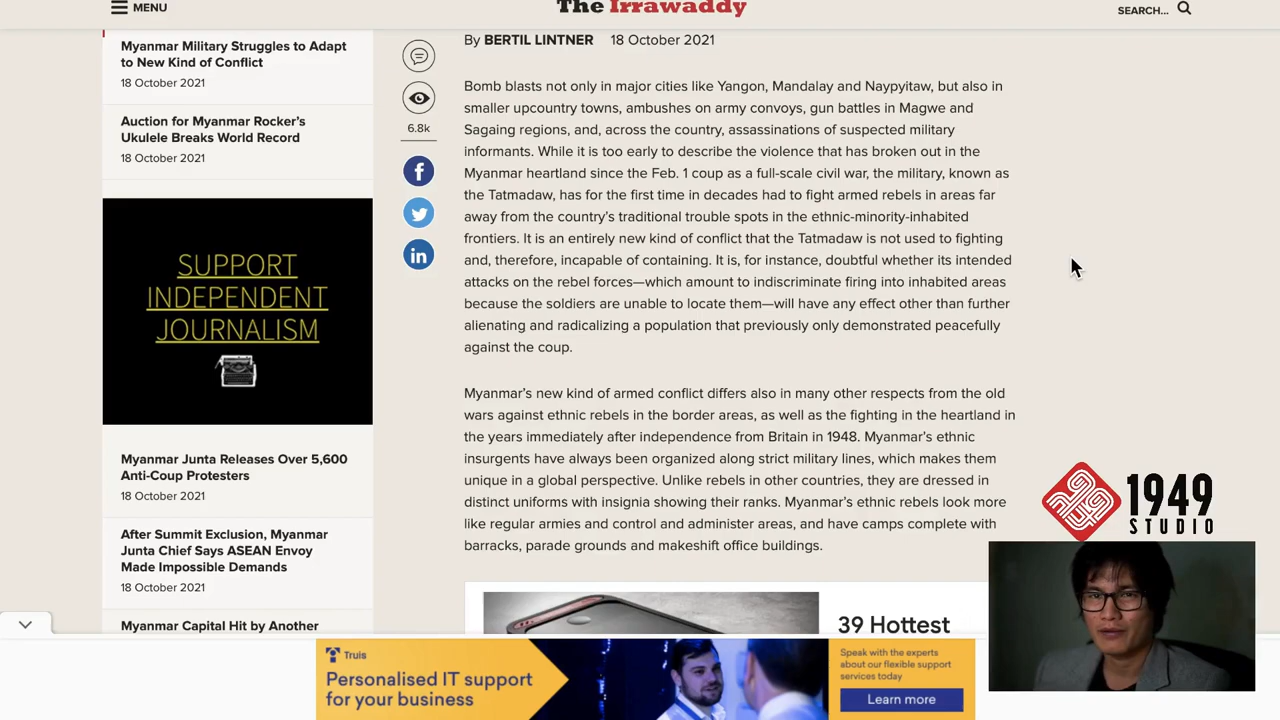 MENU
The Irrawaddy
SEARCH...
Myanmar Military Struggles to Adapt
to New Kind of Conflict
18 October 2021
Auction for Myanmar Rocker's
Ukulele Breaks World Record
18 October 2021
SUPPORT
INDEPENDENT
JOURNALISM
Myanmar Junta Releases Over 5,600
Anti-Coup Protesters
18 October 2021
After Summit Exclusion, Myanmar
Junta Chief Says ASEAN Envoy
Made Impossible Demands
18 October 2021
Myanmar Capital Hit by Another
6.8k
By BERTIL LINTNER 18 October 2021
Bomb blasts not only in major cities like Yangon, Mandalay and Naypyitaw, but also in
smaller upcountry towns, ambushes on army convoys, gun battles in Magwe and
Sagaing regions, and, across the country, assassinations of suspected military
informants. While it is too early to describe the violence that has broken out in the
Myanmar heartland since the Feb. 1 coup as a full-scale civil war, the military, known as
the Tatmadaw, has for the first time in decades had to fight armed rebels in areas far
away from the country's traditional trouble spots in the ethnic-minority-inhabited
frontiers. It is an entirely new kind of conflict that the Tatmadaw is not used to fighting
and, therefore, incapable of containing. It is, for instance, doubtful whether its intended
attacks on the rebel forces—which amount to indiscriminate firing into inhabited areas
because the soldiers are unable to locate them—will have any effect other than further
alienating and radicalizing a population that previously only demonstrated peacefully
against the coup.
Myanmar's new kind of armed conflict differs also in many other respects from the old
wars against ethnic rebels in the border areas, as well as the fighting in the heartland in
the years immediately after independence from Britain in 1948. Myanmar's ethnic
insurgents have always been organized along strict military lines, which makes them
unique in a global perspective. Unlike rebels in other countries, they are dressed in
distinct uniforms with insignia showing their ranks. Myanmar's ethnic rebels look more
like regular armies and control and administer areas, and have camps complete with
barracks, parade grounds and makeshift office buildings.
39 Hottest
1949
STUDIO
Truis
Personalised IT support
for your business
Speak with the experts
about our flexible support
services today
Learn more